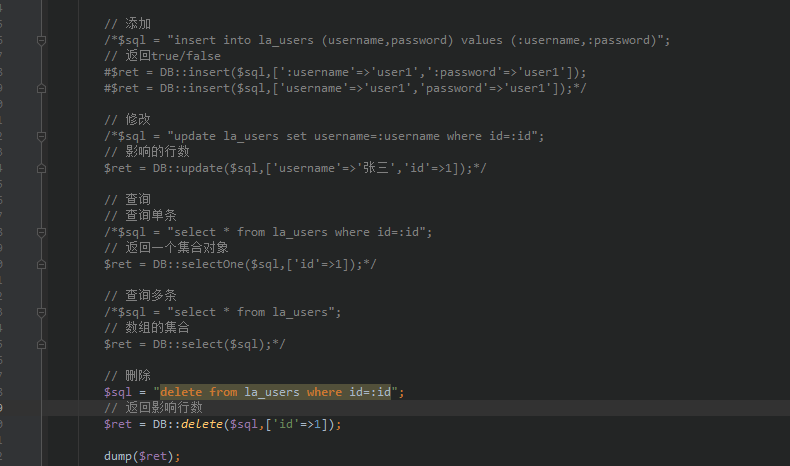 // 添加
/*$sql = "insert into la_users (username,password) values (:username,:password)";
// 返回true/false
#$ret = DB::insert($sql,[':username'=>'user1',':password'=>'user1']);
#$ret = DB::insert($sql,['username'=>'user1','password'=>'user1']);*/
// 修改
/*$sql = "update la_users set username=:username where id=:id";
// 影响的行数
$ret = DB::update($sql,['username'=>'张三','id'=>1]);*/
// 查询
// 查询单条
/*$sql = "select * from la_users where id=:id";
// 返回一个集合对象
$ret = DB::selectOne($sql,['id'=>1]);*/
// 查询多条
/*$sql = "select * from la_users";
// 数组的集合
$ret = DB::select($sql);*/
// 删除
$sql = "delete from la_users where id=:id";
// 返回影响行数
$ret = DB::delete($sql,['id'=>1]);
dump($ret);